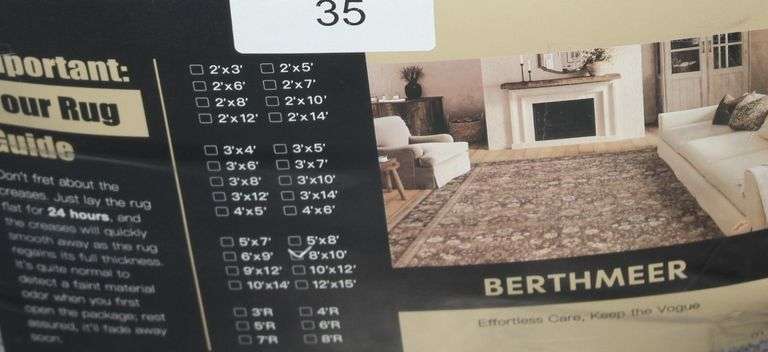 35
portant:
our Rug
Guide
Don't fret about the
creases. Just lay the rug
flat for 24 hours, and
the creases will quickly
smooth away as the rug
regains its full thickness.
It's quite normal to
detect a faint material
odor when you first
open the package; rest
assured, it'll fade away
soon.
2'x3' 2'x5'
2'x6' 2'x7'
2'x8' 2'x10'
2'x12' 2'x14'
3'x4' 3'x5'
3'x6' 3'x7'
3'x8' 3'x10'
3'x12' 3'x14'
4'x5' 4'x6'
5'x7' 5'x8'
6'x9' 8'x10'
9'x12' 10'x12'
10'x14' 12'x15'
3'R 4'R
5'R 6'R
7'R 8'R
BERTHMEER
Effortless Care, Keep the Vogue